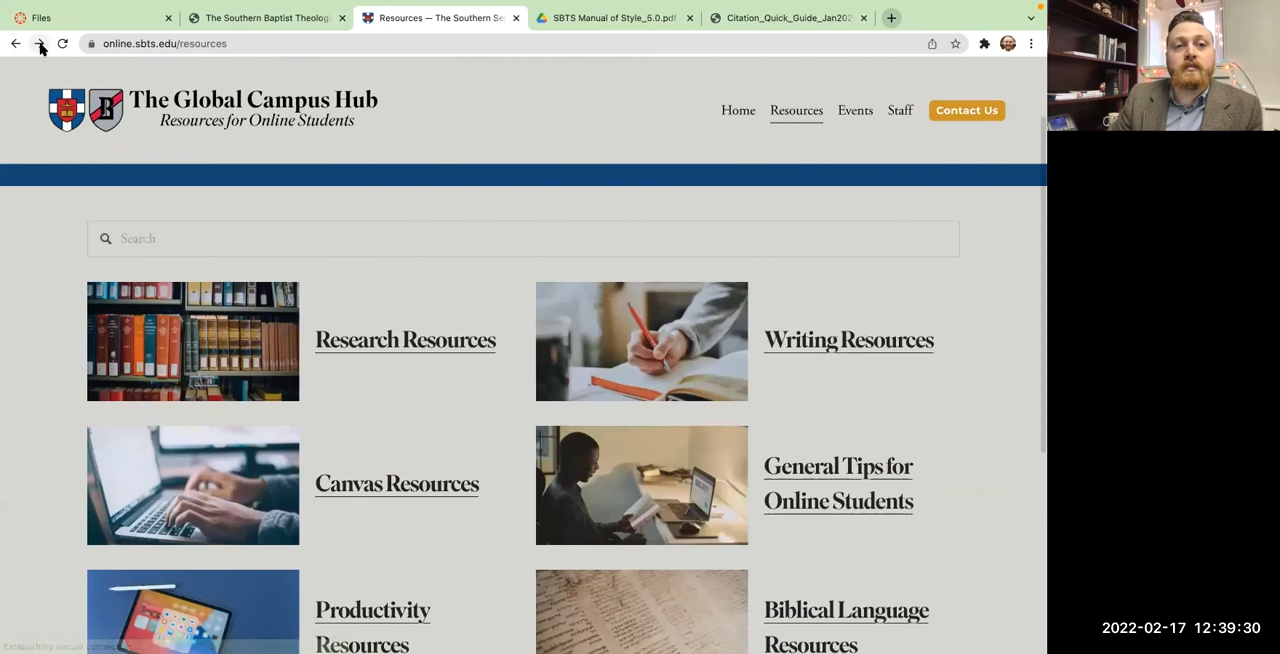 Files
The Southern Baptist Theologi
Resources — The Southern Se
SBTS Manual of Style_5.0.pdf
Citation_Quick_Guide_Jan202
online.sbts.edu/resources
The Global Campus Hub
Resources for Online Students
Home
Resources
Events
Staff
Contact Us
Search
Research Resources
Writing Resources
Canvas Resources
General Tips for
Online Students
Productivity
Resources
Biblical Language
Resources
Establishing secure connection...
2022-02-17 12:39:30